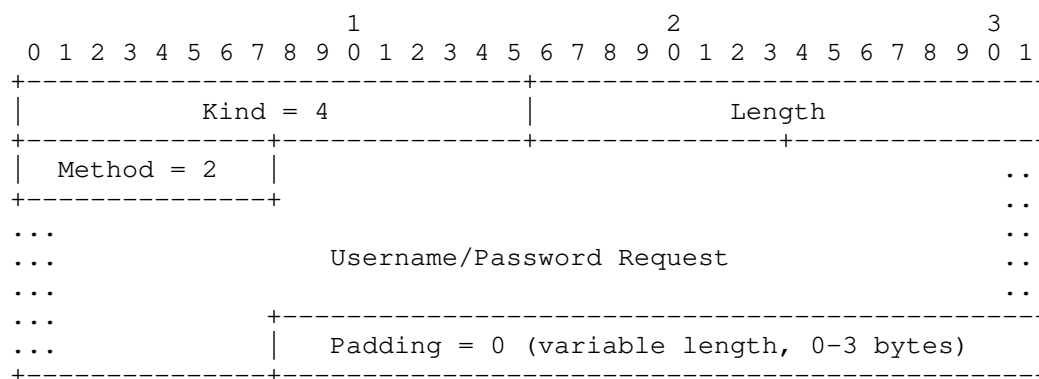 1 2 3
0 1 2 3 4 5 6 7 8 9 0 1 2 3 4 5 6 7 8 9 0 1 2 3 4 5 6 7 8 9 0 1
+-------------------------------+-------------------------------
| Kind = 4 | Length
+---------------+---------------+---------------+---------------
| Method = 2 | ..
+---------------+ ..
... ..
... Username/Password Request ..
... ..
... +-----------------------------------------------
... | Padding = 0 (variable length, 0-3 bytes)
+---------------+-----------------------------------------------